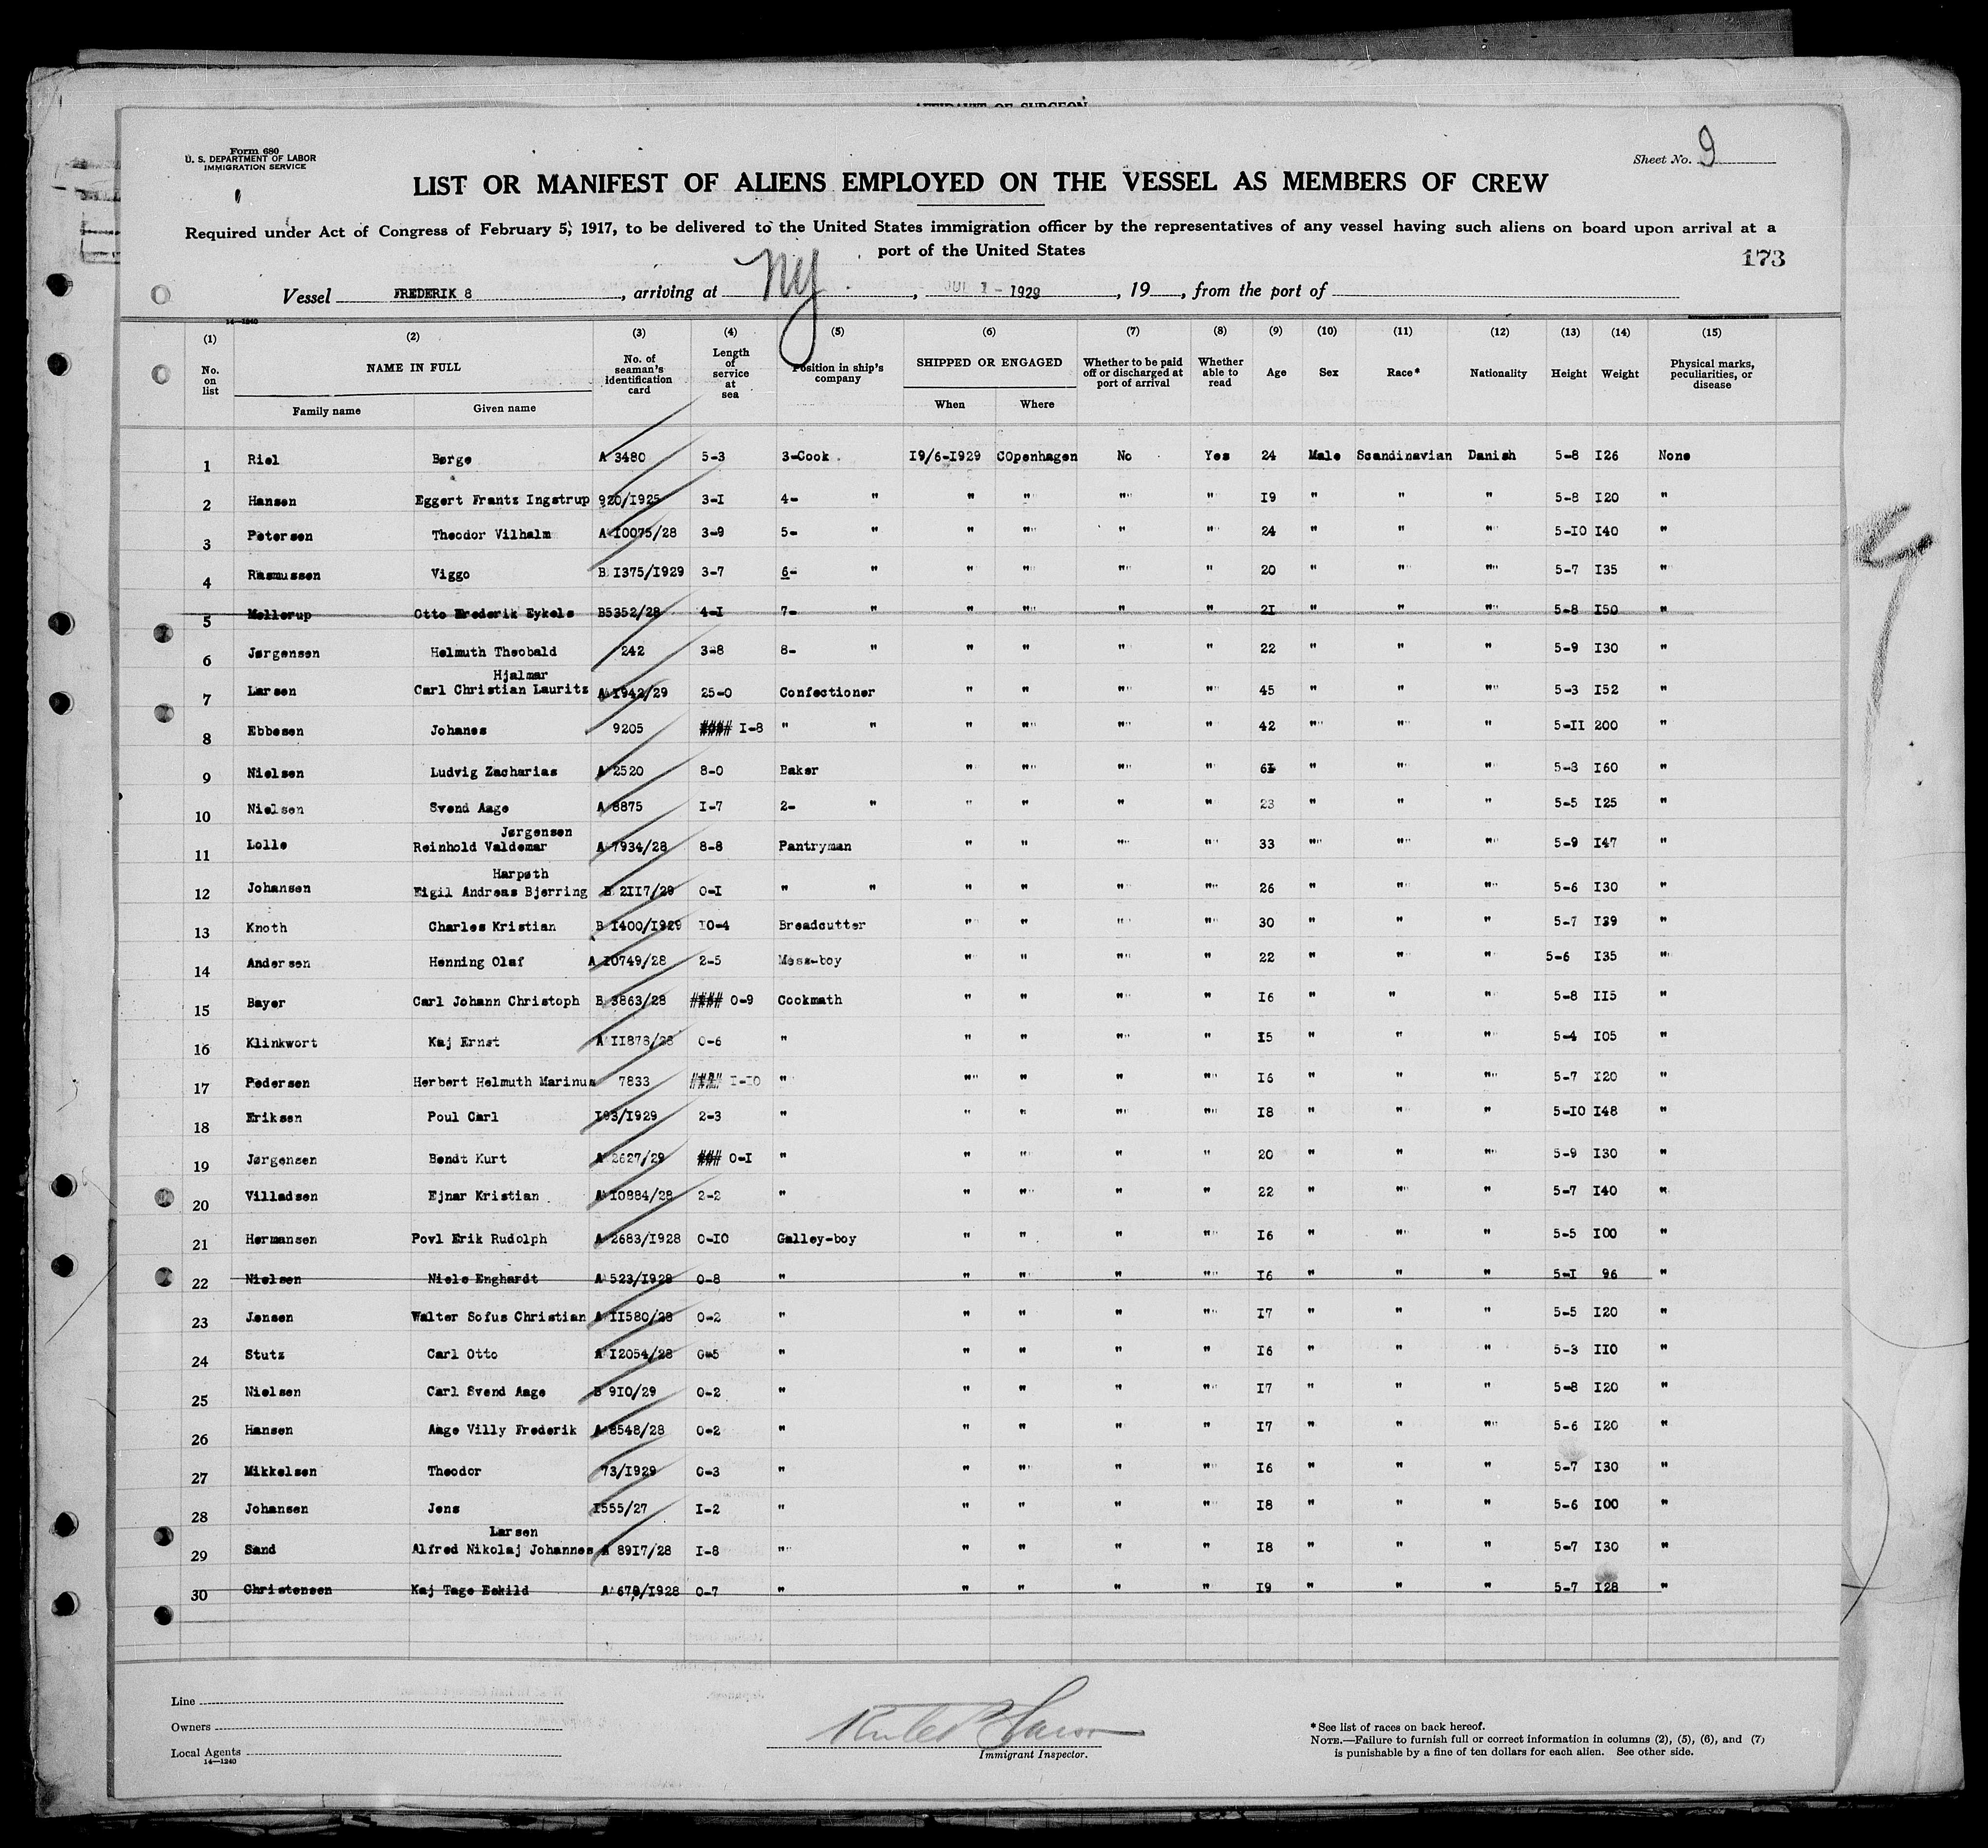 AFFIDAVIT OF SURGEON
Form 680
U. S. DEPARTMENT OF LABOR
IMMIGRATION SERVICE
Sheet No. 9
LIST OR MANIFEST OF ALIENS EMPLOYED ON THE VESSEL AS MEMBERS OF CREW
Required under Act of Congress of February 5, 1917, to be delivered to the United States immigration officer by the representatives of any vessel having such aliens on board upon arrival at a
port of the United States
173
Vessel FREDERIK 8, arriving at NY, JUL 1 - 1929, 19, from the port of
14—1240
(1) (2) (3) (4) (5) (6) (7) (8) (9) (10) (11) (12) (13) (14) (15)
No. on list NAME IN FULL Family name Given name No. of seaman's identification card Length of service at sea Position in ship's company SHIPPED OR ENGAGED When Where Whether to be paid off or discharged at port of arrival Whether able to read Age Sex Race* Nationality Height Weight Physical marks, peculiarities, or disease
1 Riel Børge A 3480 5-3 3-Cook 19/6-1929 COpenhagen No Yes 24 Male Scandinavian Danish 5-8 I26 None
2 Hansen Eggert Frantz Ingstrup 920/I925 3-I 4- " " " " " I9 " " " 5-8 I20 "
3 Petersen Theodor Vilhalm A I0075/28 3-9 5- " " " " " 24 " " " 5-I0 I40 "
4 Rasmussen Viggo B I375/I929 3-7 6- " " " " " 20 " " " 5-7 I35 "
5 Mollerup Otto Frederik Eykels B5352/28 4-I 7- " " " " " 2I " " " 5-8 I50 "
6 Jørgensen Helmuth Theobald 242 3-8 8- " " " " " 22 " " " 5-9 I30 "
Hjalmar
7 Larsen Carl Christian Lauritz A I942/29 25-0 Confectioner " " " " 45 " " " 5-3 I52 "
8 Ebbesen Johanes 9205 I-8 " " " " " " 42 " " " 5-II 200 "
9 Nielsen Ludvig Zacharias A 2520 8-0 Baker " " " " 6I " " " 5-3 I60 "
10 Nielsen Svend Aage A 8875 I-7 2- " " " " " 23 " " " 5-5 I25 "
Jørgensen
11 Lolle Reinhold Valdemar A 7934/28 8-8 Pantryman " " " " 33 " " " 5-9 I47 "
Harpøth
12 Johansen Eigil Andreas Bjerring B 2II7/29 0-I " " " " " " 26 " " " 5-6 I30 "
13 Knoth Charles Kristian B I400/I929 I0-4 Breadcutter " " " " 30 " " " 5-7 I39 "
14 Andersen Henning Olaf A I0749/28 2-5 Mess-boy " " " " 22 " " " 5-6 I35 "
15 Bayer Carl Johann Christoph B 3863/28 0-9 Cookmath " " " " I6 " " " 5-8 II5 "
16 Klinkwort Kaj Ernst A II878/28 0-6 " " " " " I5 " " " 5-4 I05 "
17 Pedersen Herbert Helmuth Marinus 7833 I-I0 " " " " " I6 " " " 5-7 I20 "
18 Eriksen Poul Carl I93/I929 2-3 " " " " " I8 " " " 5-I0 I48 "
19 Jørgensen Bendt Kurt A 2627/29 0-I " " " " " 20 " " " 5-9 I30 "
20 Villadsen Ejnar Kristian A I0884/28 2-2 " " " " " 22 " " " 5-7 I40 "
21 Hermansen Povl Erik Rudolph A 2683/I928 0-I0 Galley-boy " " " " I6 " " " 5-5 I00 "
22 Nielsen Niels Enghardt A 523/I928 0-8 " " " " " I6 " " " 5-I 96 "
23 Jensen Walter Sofus Christian A II580/28 0-2 " " " " " I7 " " " 5-5 I20 "
24 Stutz Carl Otto A I2054/28 0-5 " " " " " I6 " " " 5-3 II0 "
25 Nielsen Carl Svend Aage B 9I0/29 0-2 " " " " " I7 " " " 5-8 I20 "
26 Hansen Aage Villy Frederik A 8548/28 0-2 " " " " " I7 " " " 5-6 I20 "
27 Mikkelsen Theodor 73/I929 0-3 " " " " " I6 " " " 5-7 I30 "
28 Johansen Jens I555/27 I-2 " " " " " I8 " " " 5-6 I00 "
Larsen
29 Sand Alfred Nikolaj Johannes A 89I7/28 I-8 " " " " " I8 " " " 5-7 I30 "
30 Christensen Kaj Tage Eskild A 678/I928 0-7 " " " " " I9 " " " 5-7 I28 "
Line
Owners
Local Agents
14—1240
Immigrant Inspector.
*See list of races on back hereof.
NOTE.—Failure to furnish full or correct information in columns (2), (5), (6), and (7)
is punishable by a fine of ten dollars for each alien. See other side.